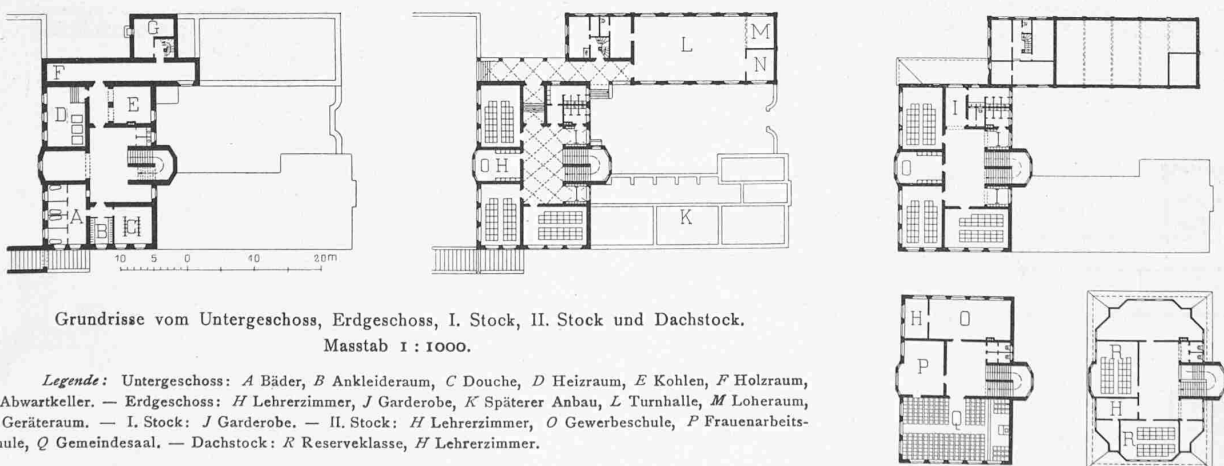 G
F
D
E
A
B
C
10 5 0 10 20 m
L
M
N
O H
K
I
O
H
O
P
Q
R
H
R
Grundrisse vom Untergeschoss, Erdgeschoss, I. Stock, II. Stock und Dachstock.
Masstab 1 : 1000.
Legende: Untergeschoss: A Bäder, B Ankleideraum, C Douche, D Heizraum, E Kohlen, F Holzraum,
Abwartkeller. — Erdgeschoss: H Lehrerzimmer, J Garderobe, K Späterer Anbau, L Turnhalle, M Loheraum,
Geräteraum. — I. Stock: J Garderobe. — II. Stock: H Lehrerzimmer, O Gewerbeschule, P Frauenarbeits-
ule, Q Gemeindesaal. — Dachstock: R Reserveklasse, H Lehrerzimmer.